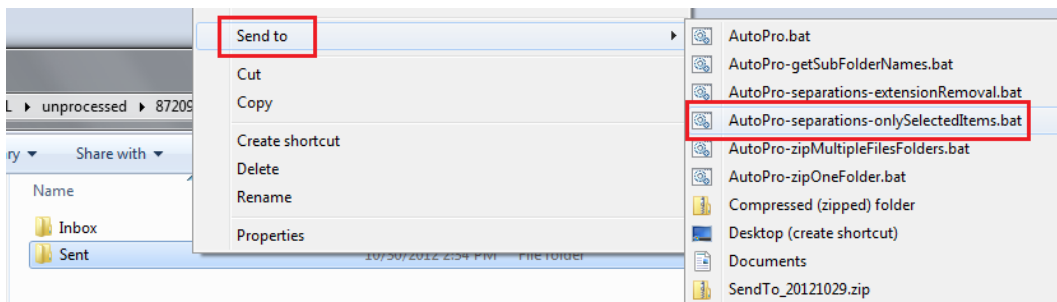 Send to
Cut
Copy
Create shortcut
Delete
Rename
Properties
AutoPro.bat
AutoPro-getSubFolderNames.bat
AutoPro-separations-extensionRemoval.bat
AutoPro-separations-onlySelectedItems.bat
AutoPro-zipMultipleFilesFolders.bat
AutoPro-zipOneFolder.bat
Compressed (zipped) folder
Desktop (create shortcut)
Documents
SendTo_20121029.zip
L ▸ unprocessed ▸ 87209
ry Share with
Name
Inbox
Sent
10/30/2012 2:54 PM File folder